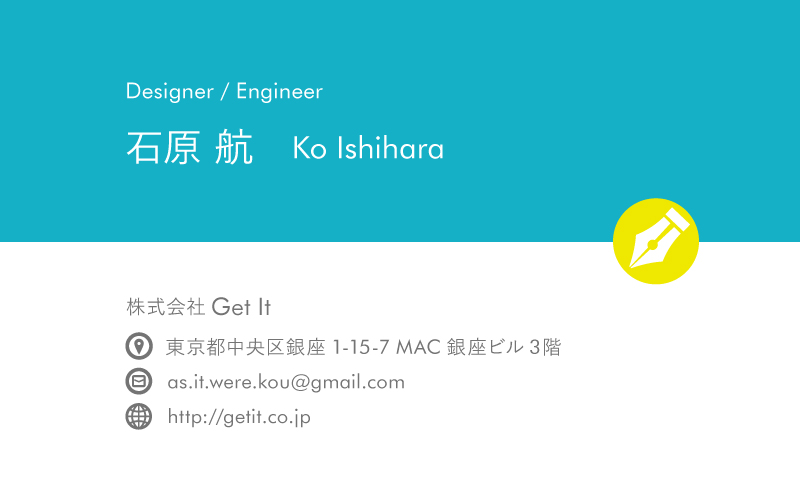 Designer / Engineer
石原 航 Ko Ishihara
株式会社 Get It
東京都中央区銀座 1-15-7 MAC 銀座ビル 3階
as.it.were.kou@gmail.com
http://getit.co.jp